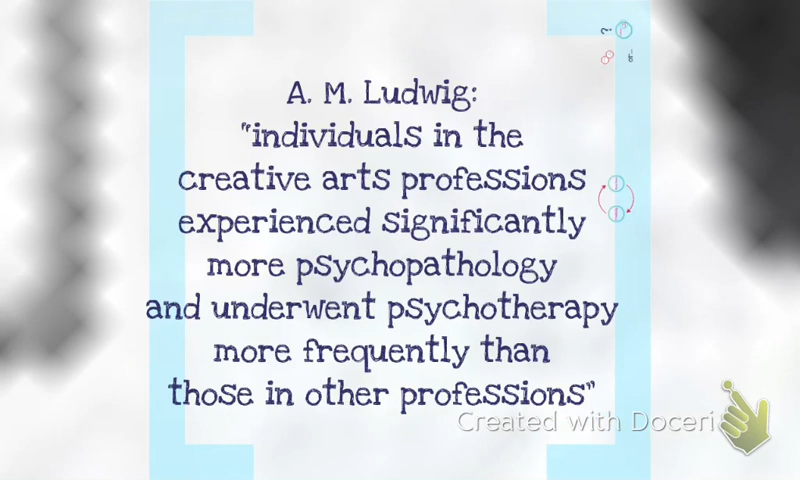 A. M. Ludwig:
"individuals in the
creative arts professions
experienced significantly
more psychopathology
and underwent psychotherapy
more frequently than
those in other professions"
Created with Doceri